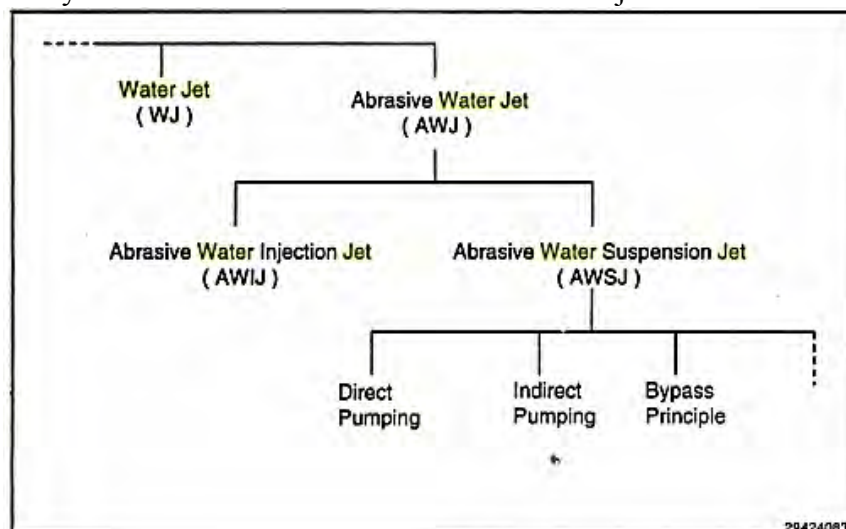 Water Jet
( WJ )
Abrasive Water Jet
( AWJ )
Abrasive Water Injection Jet
( AWIJ )
Abrasive Water Suspension Jet
( AWSJ )
Direct
Pumping
Indirect
Pumping
Bypass
Principle